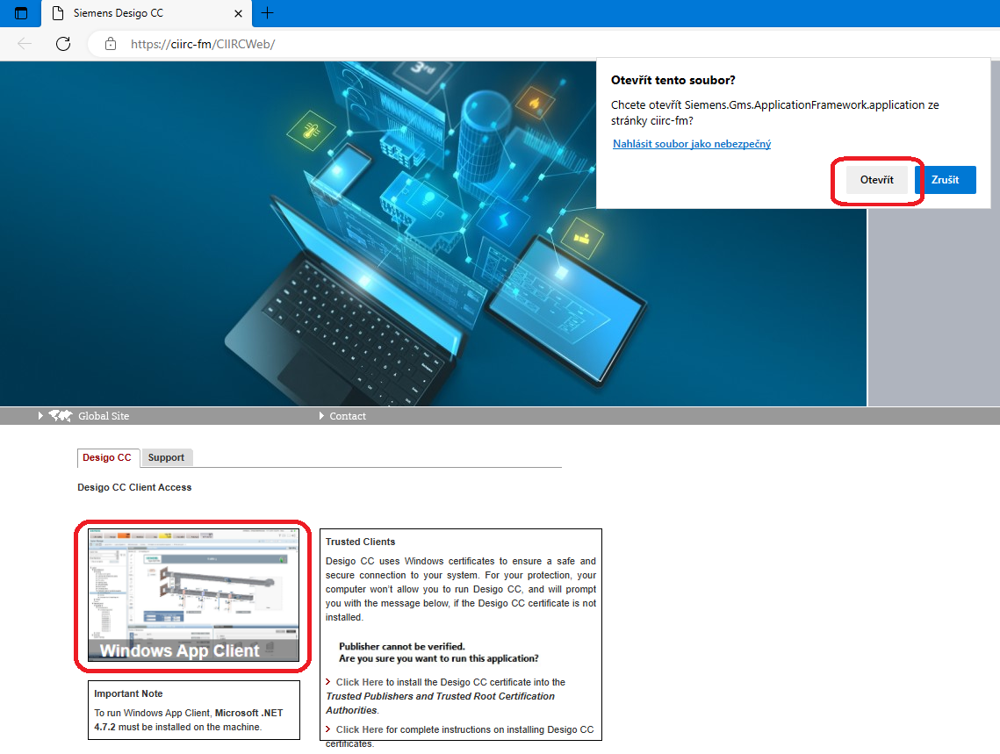 Siemens Desigo CC
https://ciirc-fm/CIIRCWeb/
Otevřít tento soubor?
Chcete otevřít Siemens.Gms.ApplicationFramework.application ze
stránky ciirc-fm?
Nahlásit soubor jako nebezpečný
Otevřít
Zrušit
3rd
Global Site
Contact
Desigo CC
Support
Desigo CC Client Access
Windows App Client
Trusted Clients
Desigo CC uses Windows certificates to ensure a safe and
secure connection to your system. For your protection, your
computer won't allow you to run Desigo CC, and will prompt
you with the message below, if the Desigo CC certificate is not
installed.
Publisher cannot be verified.
Are you sure you want to run this application?
Click Here to install the Desigo CC certificate into the
Trusted Publishers and Trusted Root Certification
Authorities.
Click Here for complete instructions on installing Desigo CC
certificates.
Important Note
To run Windows App Client, Microsoft .NET
4.7.2 must be installed on the machine.